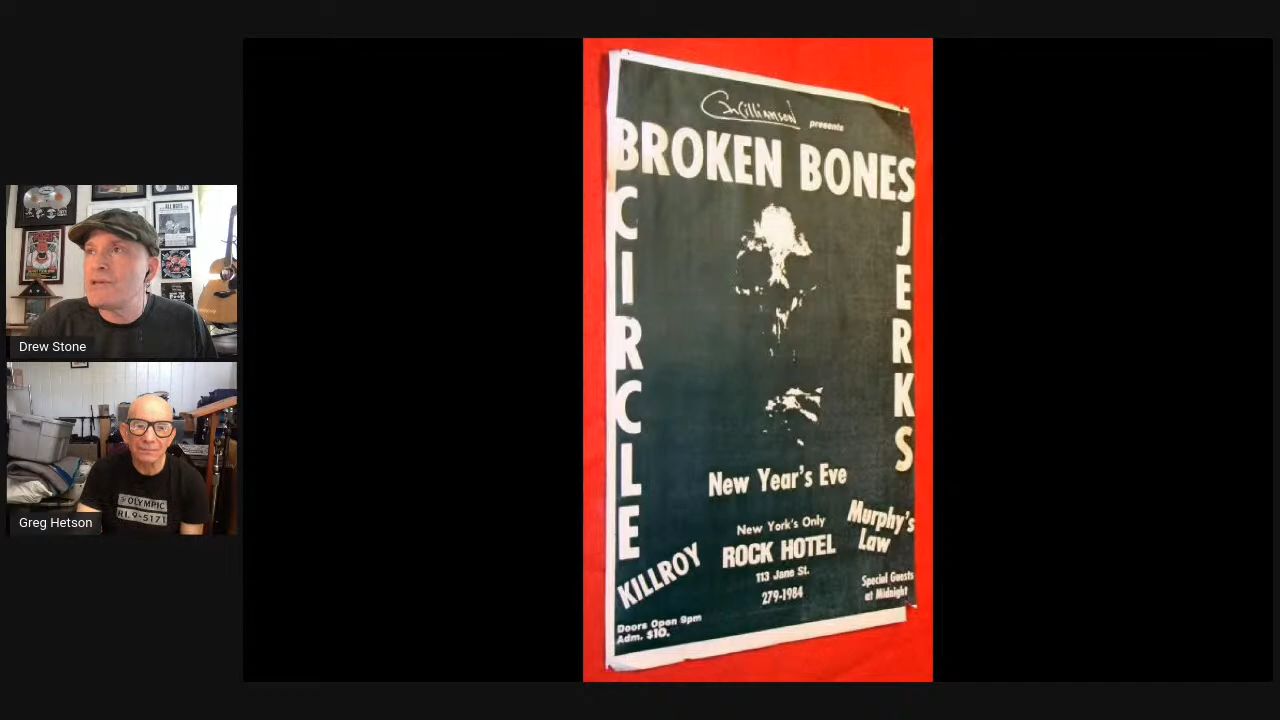 GWilliamson presents
BROKEN BONES
CIRCLE
JERKS
New Year's Eve
New York's Only
ROCK HOTEL
113 Jane St.
279-1984
KILLROY
Murphy's
Law
Special Guests
at Midnight
Doors Open 9pm
Adm. $10.
Drew Stone
OLYMPIC
RI. 9-5171
Greg Hetson